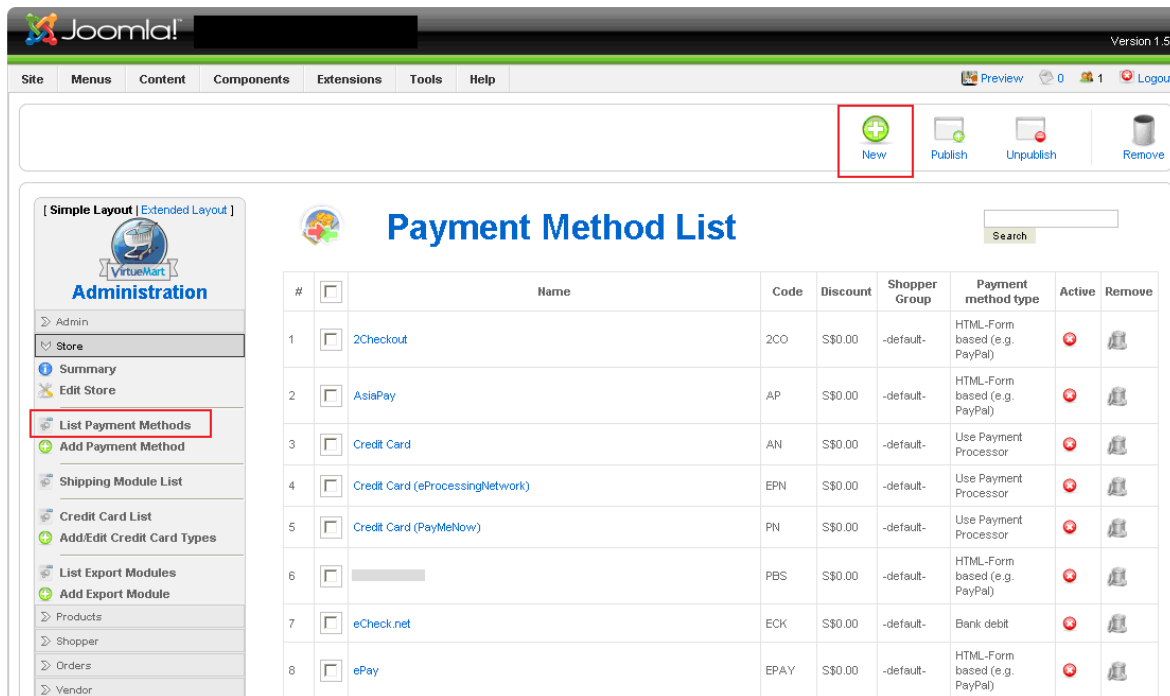 Joomla!
Version 1.5
Site Menus Content Components Extensions Tools Help Preview 0 1 Logou
New Publish Unpublish Remove
[ Simple Layout | Extended Layout ]
VirtueMart
Administration
Admin
Store
Summary
Edit Store
List Payment Methods
Add Payment Method
Shipping Module List
Credit Card List
Add/Edit Credit Card Types
List Export Modules
Add Export Module
Products
Shopper
Orders
Vendor
Payment Method List
Search
# Name Code Discount Shopper Group Payment method type Active Remove
1 2Checkout 2CO S$0.00 -default- HTML-Form based (e.g. PayPal)
2 AsiaPay AP S$0.00 -default- HTML-Form based (e.g. PayPal)
3 Credit Card AN S$0.00 -default- Use Payment Processor
4 Credit Card (eProcessingNetwork) EPN S$0.00 -default- Use Payment Processor
5 Credit Card (PayMeNow) PN S$0.00 -default- Use Payment Processor
6 PBS S$0.00 -default- HTML-Form based (e.g. PayPal)
7 eCheck.net ECK S$0.00 -default- Bank debit
8 ePay EPAY S$0.00 -default- HTML-Form based (e.g. PayPal)